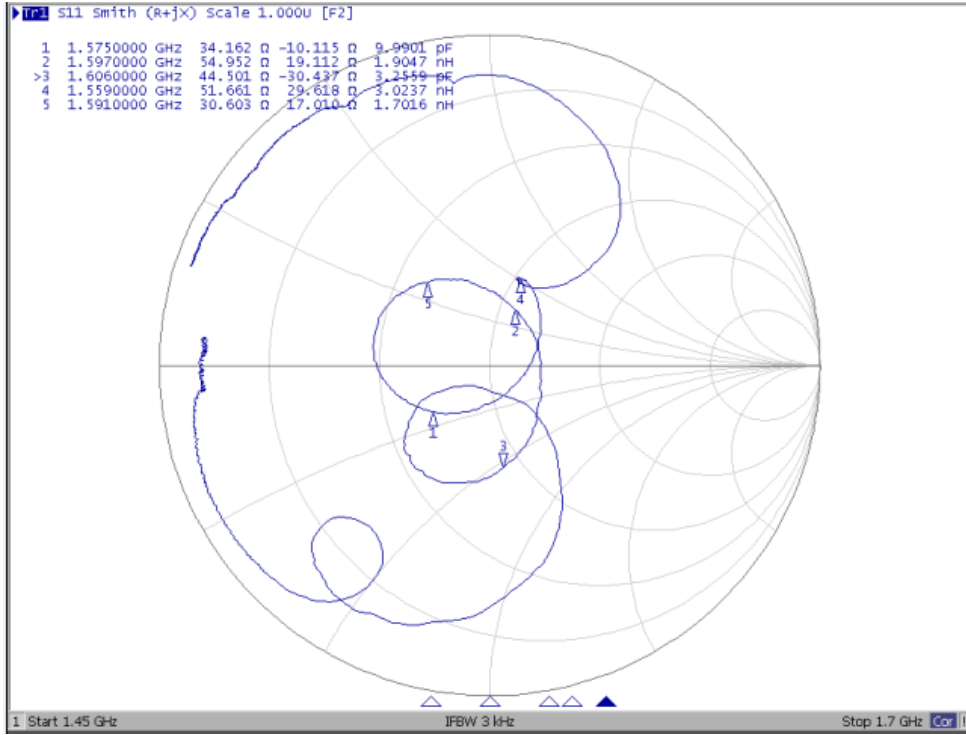 Tr1 S11 Smith (R+jX) Scale 1.000U [F2]
1 1.5750000 GHz 34.162 Ω -10.115 Ω 9.9901 pF
2 1.5970000 GHz 54.952 Ω 19.112 Ω 1.9047 nH
>3 1.6060000 GHz 44.501 Ω -30.437 Ω 3.2559 pF
4 1.5590000 GHz 51.661 Ω 29.618 Ω 3.0237 nH
5 1.5910000 GHz 30.603 Ω 17.010 Ω 1.7016 nH
4
5
2
1
3
1 Start 1.45 GHz IFBW 3 kHz Stop 1.7 GHz Cor